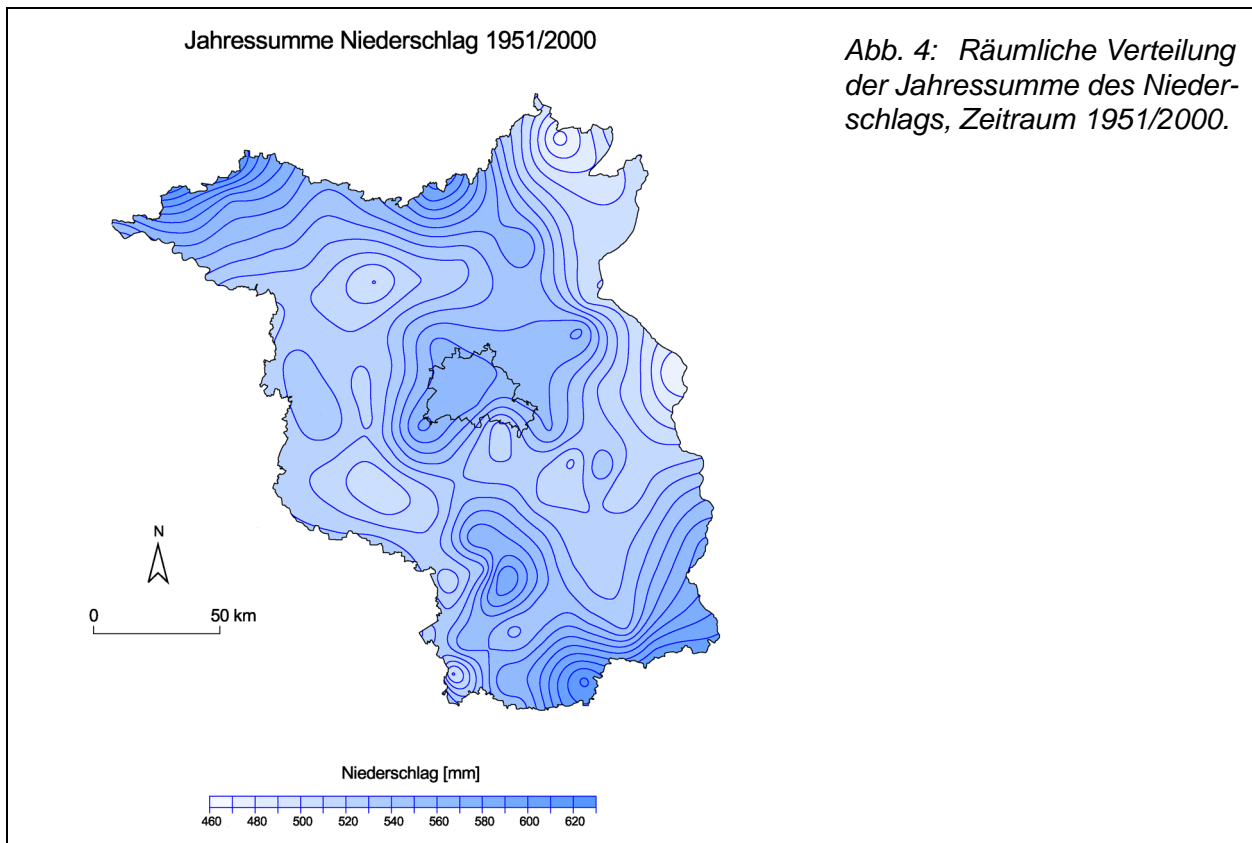 Jahressumme Niederschlag 1951/2000
Abb. 4: Räumliche Verteilung
der Jahressumme des Nieder-
schlags, Zeitraum 1951/2000.
N
0 50 km
Niederschlag [mm]
460 480 500 520 540 560 580 600 620